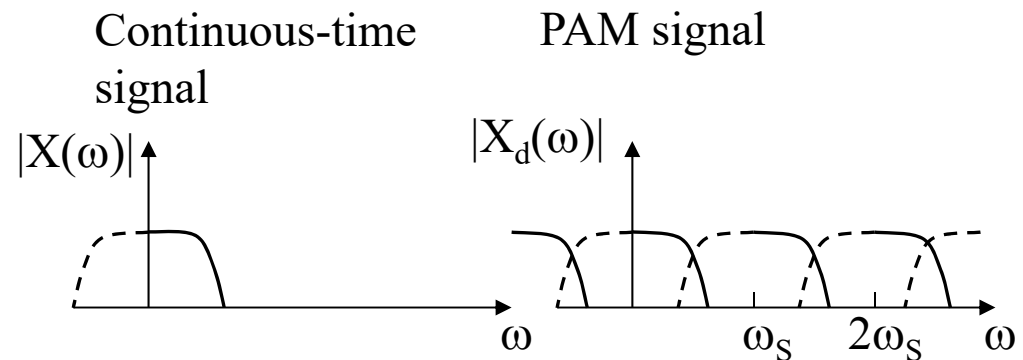 Continuous-time
signal
PAM signal
|X(ω)|
|X_d(ω)|
ω
ω_S
2ω_S
ω